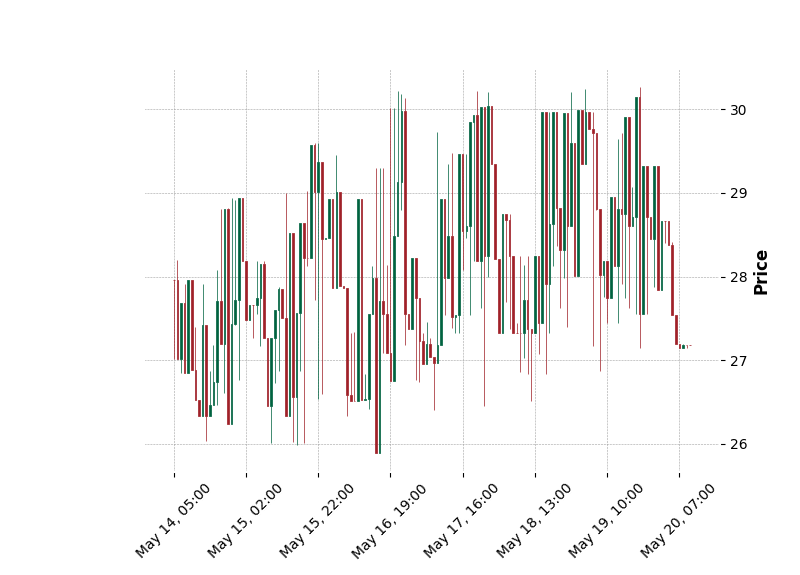 30
29
28
27
26
Price
May 14, 05:00
May 15, 02:00
May 15, 22:00
May 16, 19:00
May 17, 16:00
May 18, 13:00
May 19, 10:00
May 20, 07:00